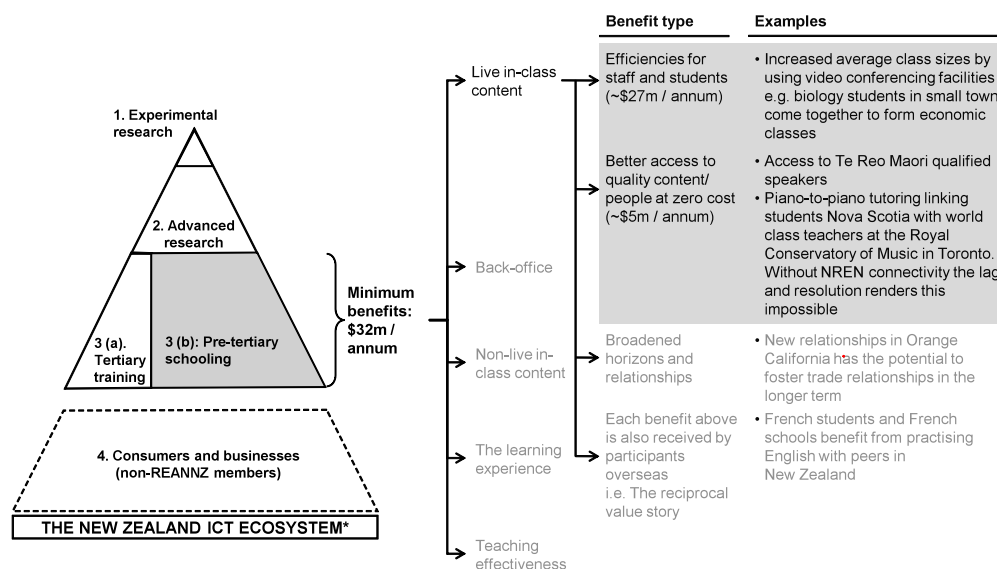 Benefit type
Examples
1. Experimental
research
2. Advanced
research
3 (a).
Tertiary
training
3 (b): Pre-tertiary
schooling
4. Consumers and businesses
(non-REANNZ members)
THE NEW ZEALAND ICT ECOSYSTEM*
Minimum
benefits:
$32m /
annum
Live in-class
content
Back-office
Non-live in-
class content
The learning
experience
Teaching
effectiveness
Efficiencies for
staff and students
(~$27m / annum)
• Increased average class sizes by
using video conferencing facilities
e.g. biology students in small town
come together to form economic
classes
Better access to
quality content/
people at zero cost
(~$5m / annum)
• Access to Te Reo Maori qualified
speakers
• Piano-to-piano tutoring linking
students Nova Scotia with world
class teachers at the Royal
Conservatory of Music in Toronto.
Without NREN connectivity the lag
and resolution renders this
impossible
Broadened
horizons and
relationships
• New relationships in Orange
California has the potential to
foster trade relationships in the
longer term
Each benefit above
is also received by
participants
overseas
i.e. The reciprocal
value story
• French students and French
schools benefit from practising
English with peers in
New Zealand